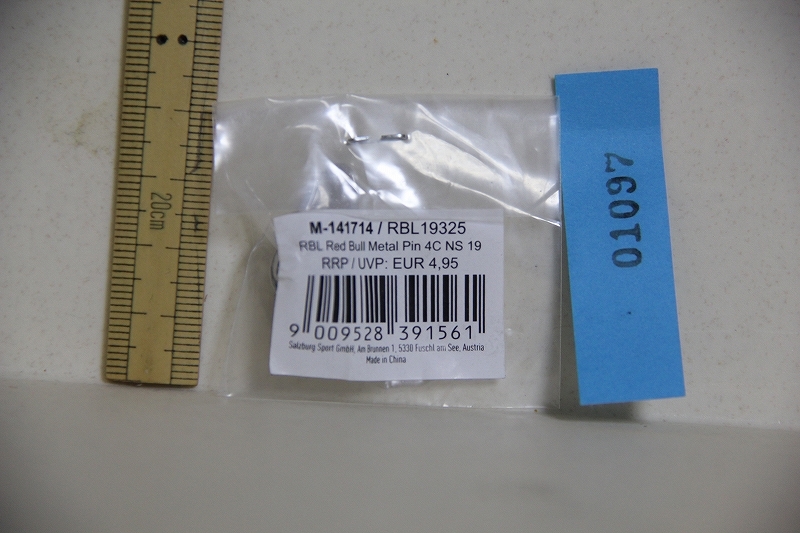 20cm
M-141714 / RBL19325
RBL Red Bull Metal Pin 4C NS 19
RRP / UVP: EUR 4,95
9 009528 391561
Salzburg Sport GmbH, Am Brunnen 1, 5330 Fuschl am See, Austria
Made in China
01097